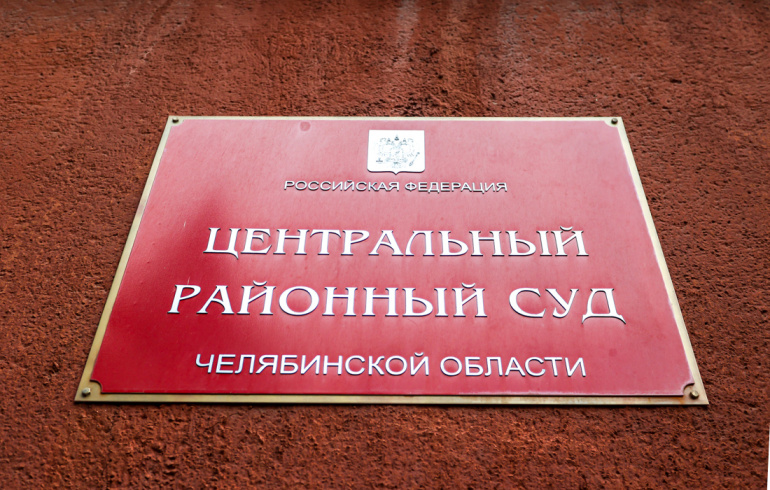 РОССИЙСКАЯ ФЕДЕРАЦИЯ
ЦЕНТРАЛЬНЫЙ
РАЙОННЫЙ СУД
ЧЕЛЯБИНСКОЙ ОБЛАСТИ